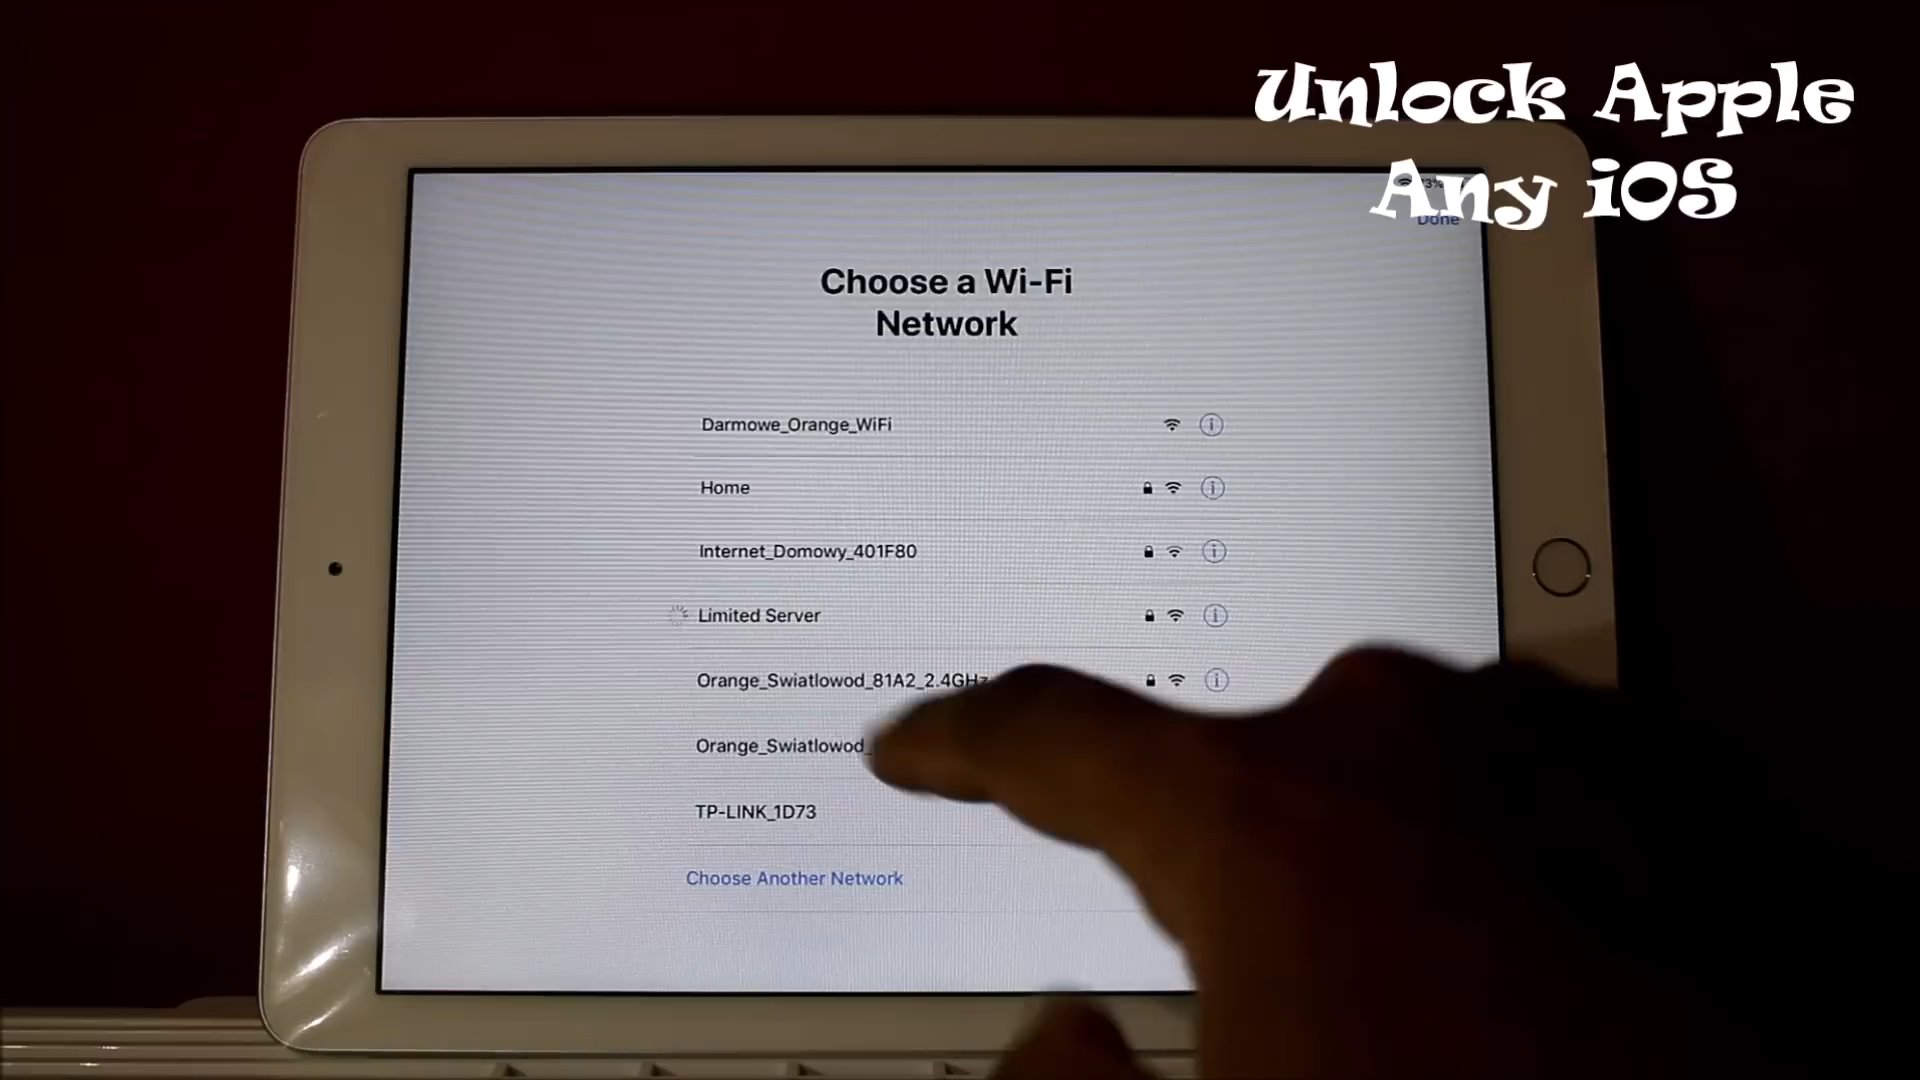 Unlock Apple
Any iOS
Done
Choose a Wi-Fi
Network
Darmowe_Orange_WiFi
Home
Internet_Domowy_401F80
Limited Server
Orange_Swiatlowod_81A2_2.4GHz
Orange_Swiatlowod_
TP-LINK_1D73
Choose Another Network